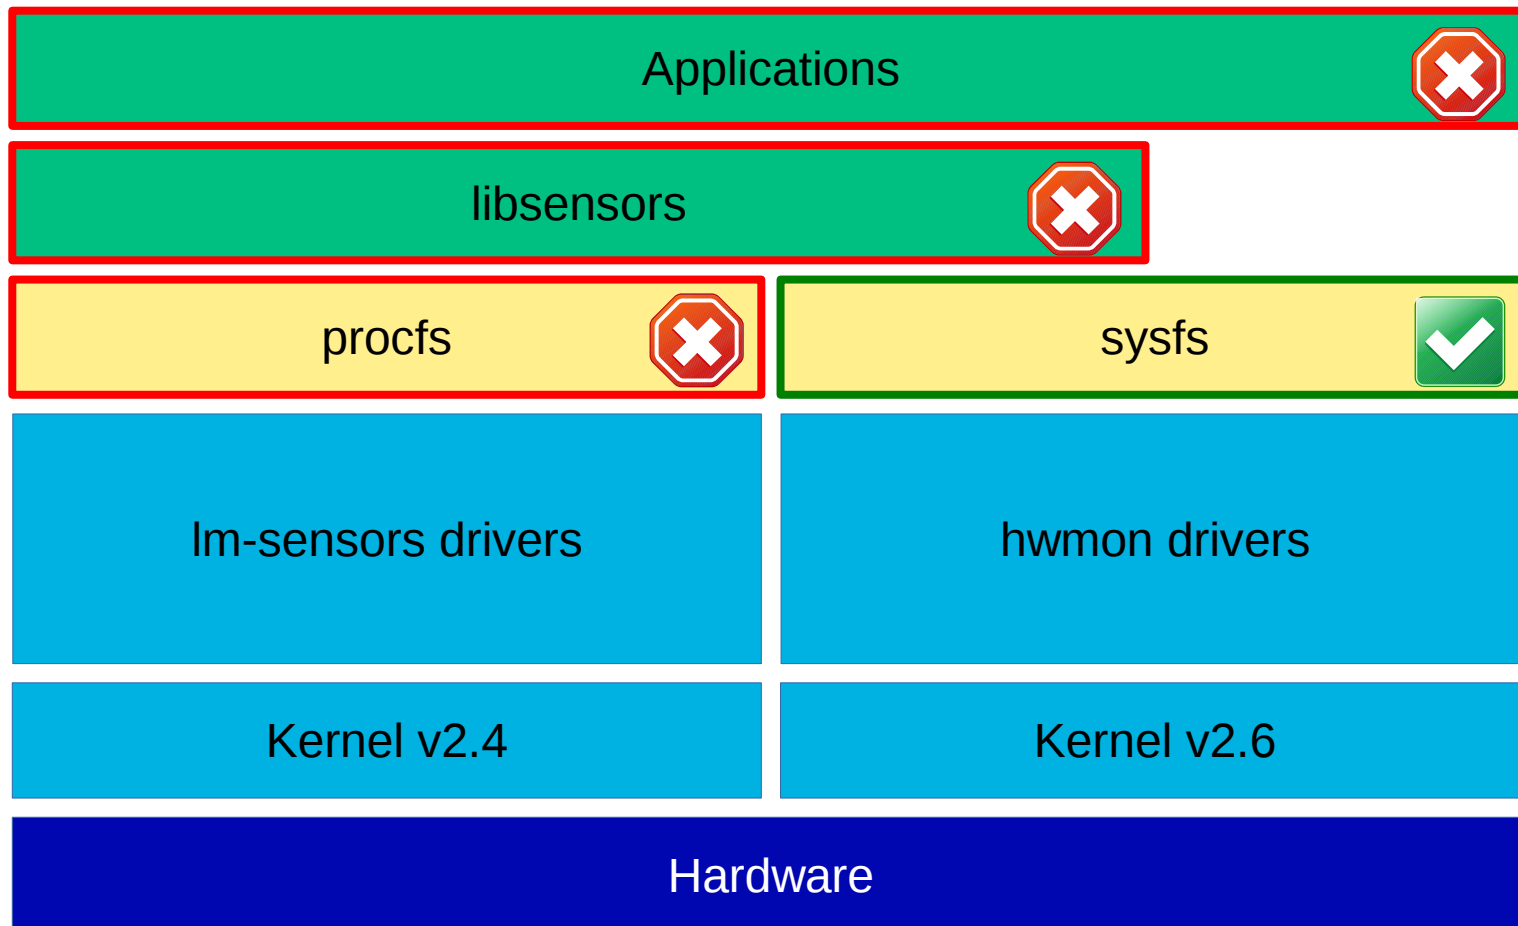 Applications
libsensors
procfs
sysfs
lm-sensors drivers
hwmon drivers
Kernel v2.4
Kernel v2.6
Hardware